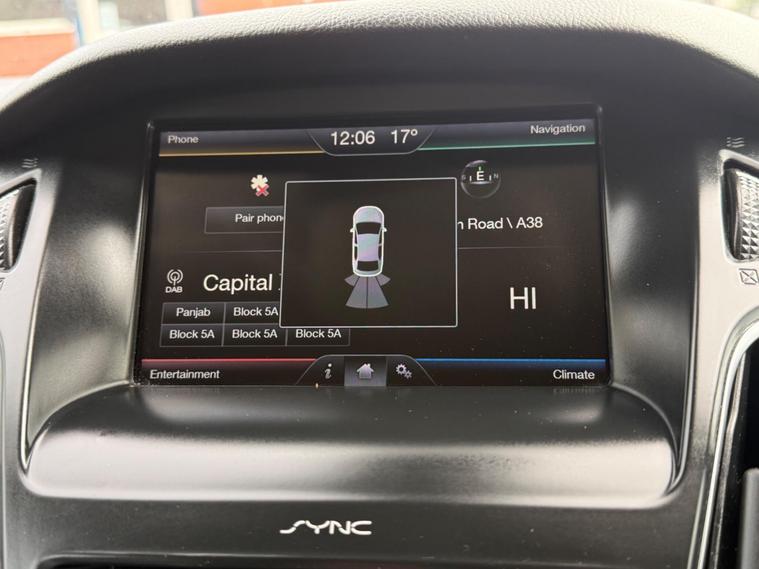 Phone
12:06 17°
Navigation
S E N
Pair phon
Road \ A38
DAB
Capital
HI
Panjab
Block 5A
Block 5A
Block 5A
Block 5A
Entertainment
i
Climate
SYNC